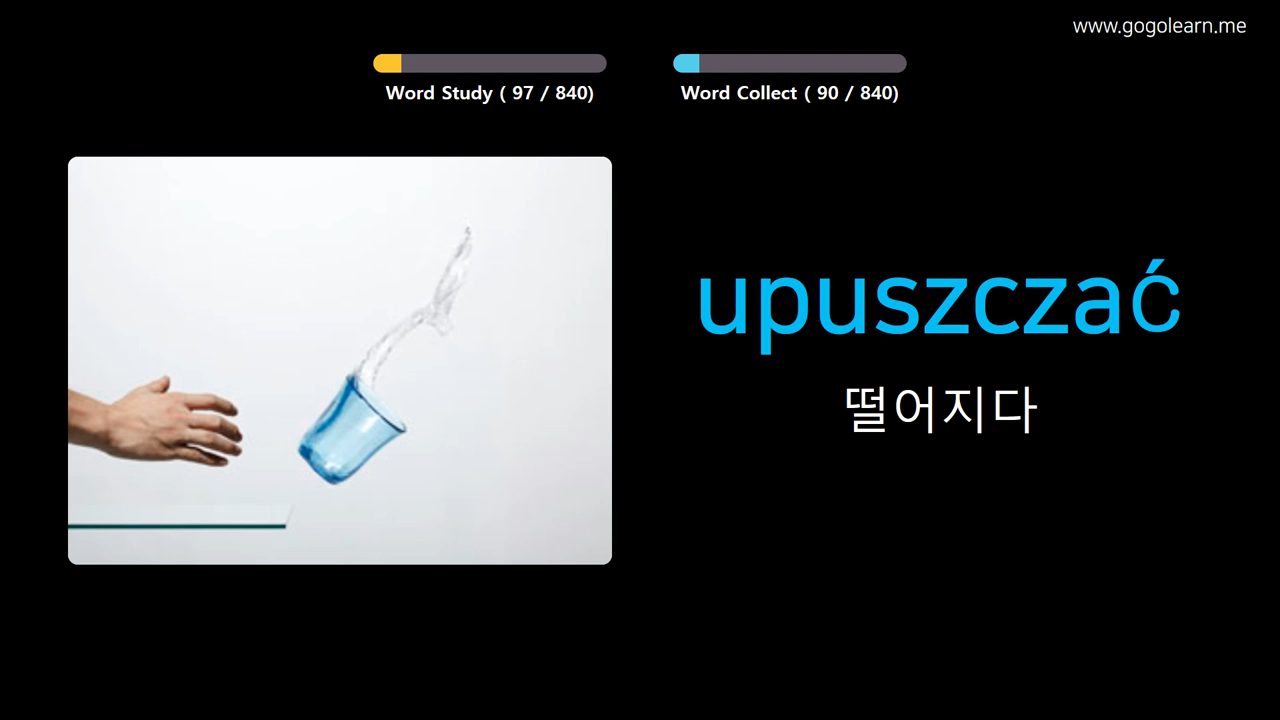 www.gogolearn.me
Word Study ( 97 / 840)
Word Collect ( 90 / 840)
upuszczać
떨어지다